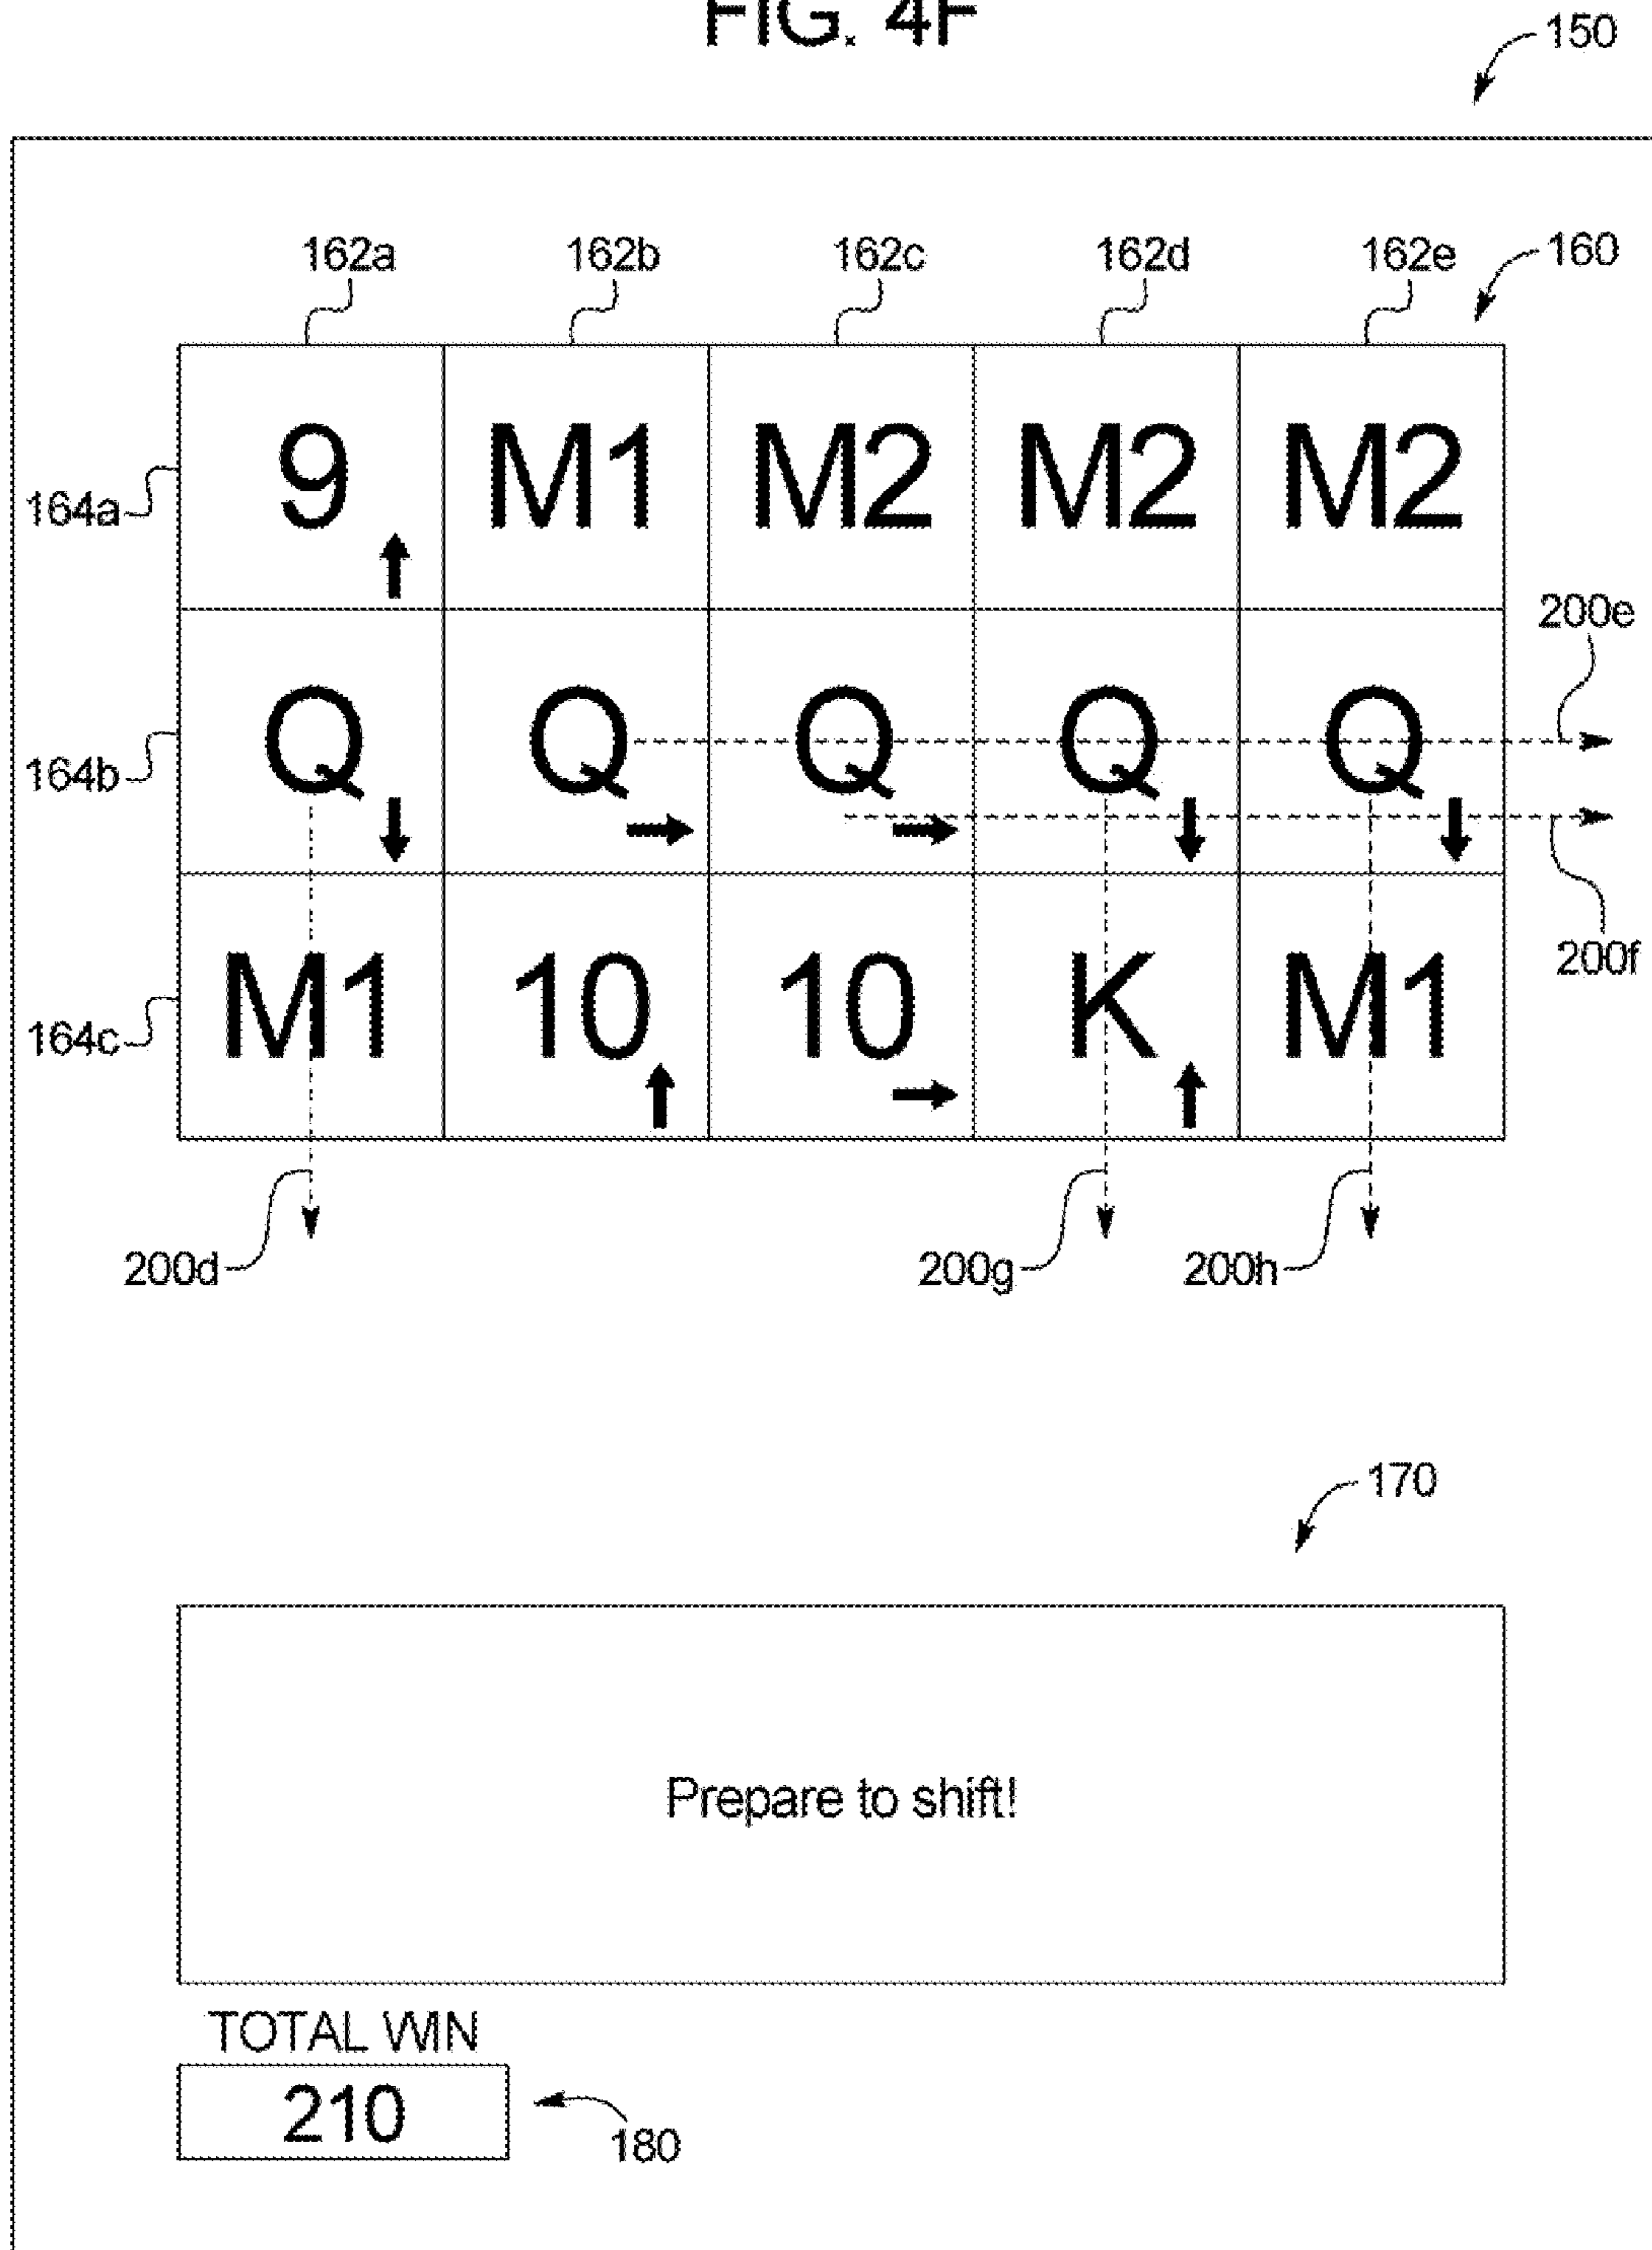 FIG. 4F
150
162a 162b 162c 162d 162e 160
9 M1 M2 M2 M2
164a
200e
Q Q Q Q Q
164b
200f
M1 10 10 K M1
164c
200d 200g 200h
170
Prepare to shift!
TOTAL WIN
210
180